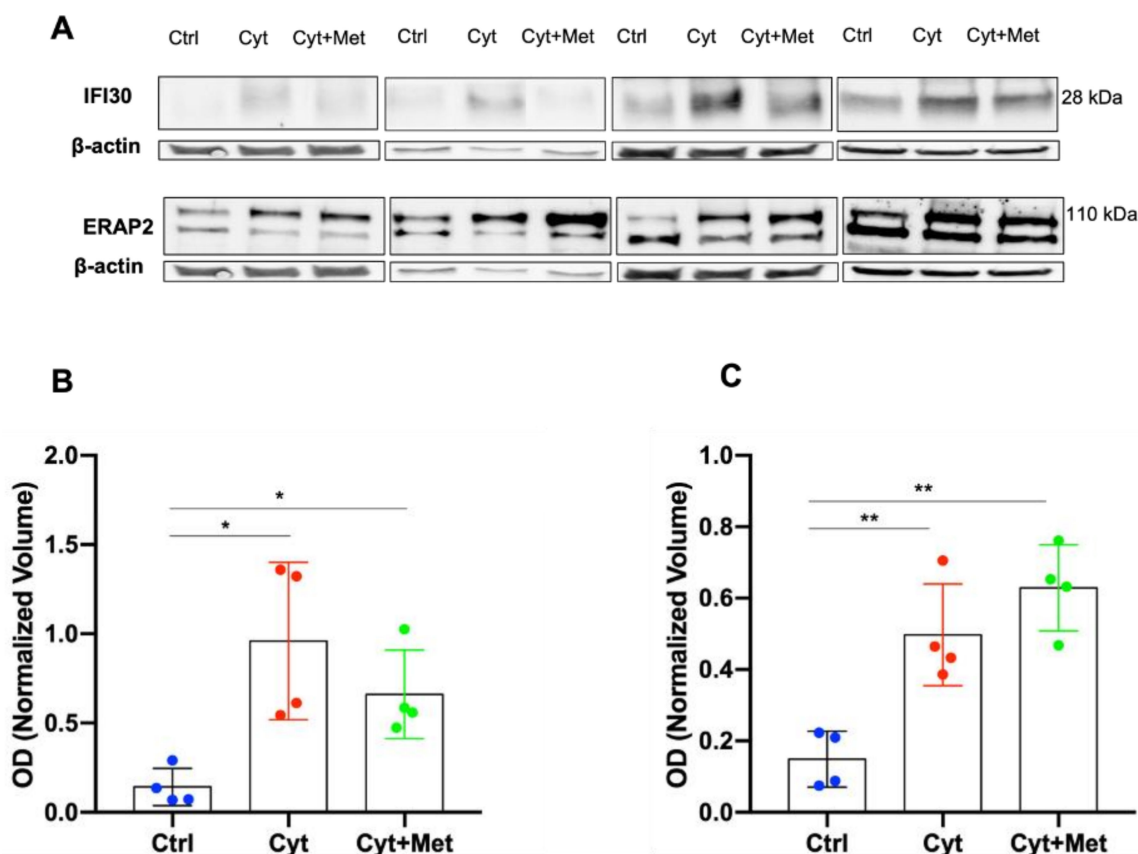 A
Ctrl Cyt Cyt+Met Ctrl Cyt Cyt+Met Ctrl Cyt Cyt+Met Ctrl Cyt Cyt+Met
IFI30 28 kDa
β-actin
ERAP2 110 kDa
β-actin
B
OD (Normalized Volume)
2.0
1.5
1.0
0.5
0.0
*
*
Ctrl Cyt Cyt+Met
C
OD (Normalized Volume)
1.0
0.8
0.6
0.4
0.2
0.0
**
**
Ctrl Cyt Cyt+Met